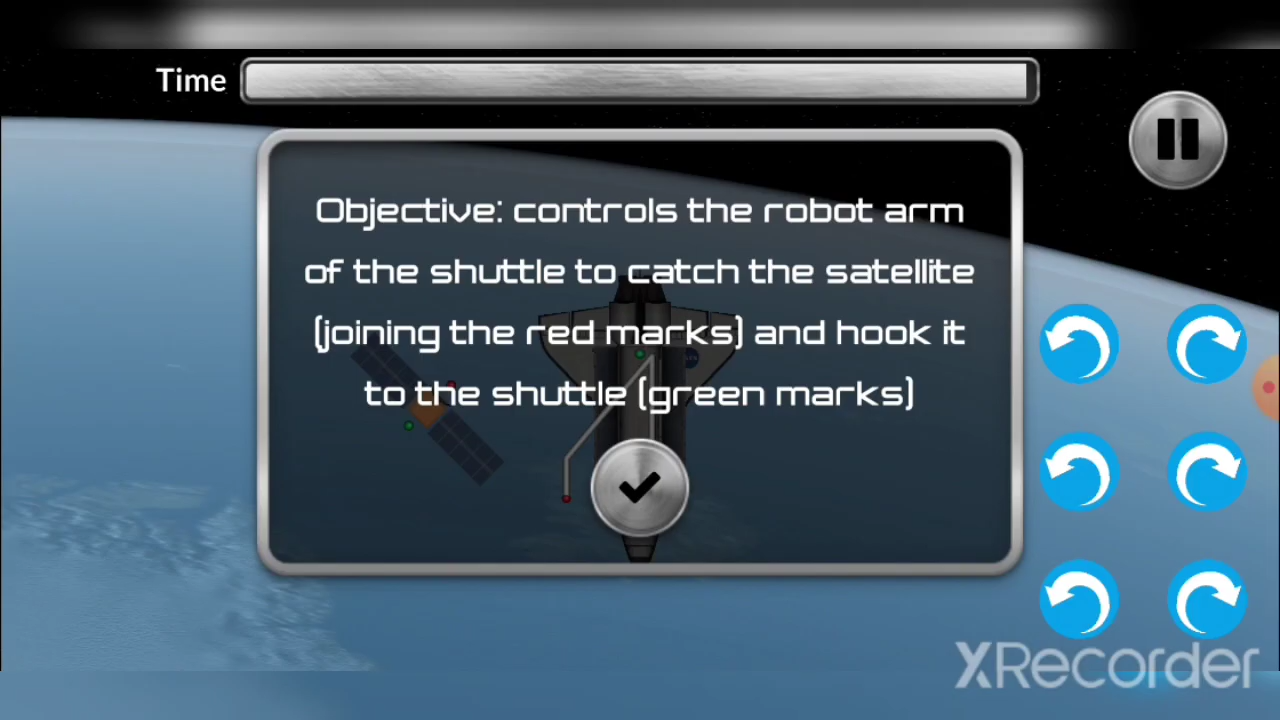 Time
Objective: controls the robot arm
of the shuttle to catch the satellite
(joining the red marks) and hook it
to the shuttle (green marks)
XRecorder